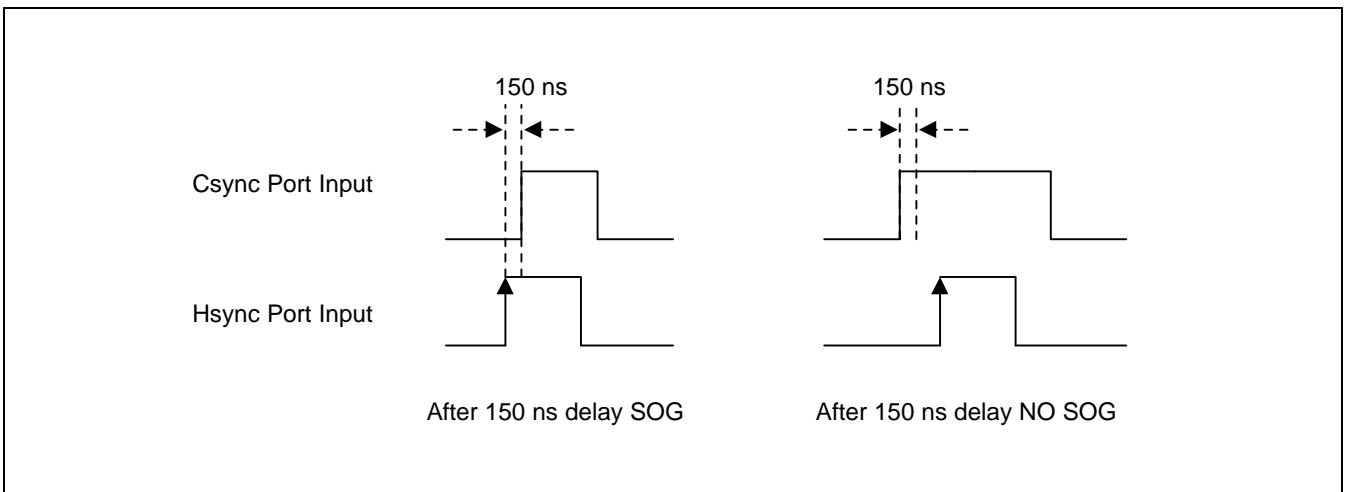 150 ns
150 ns
Csync Port Input
Hsync Port Input
After 150 ns delay SOG
After 150 ns delay NO SOG